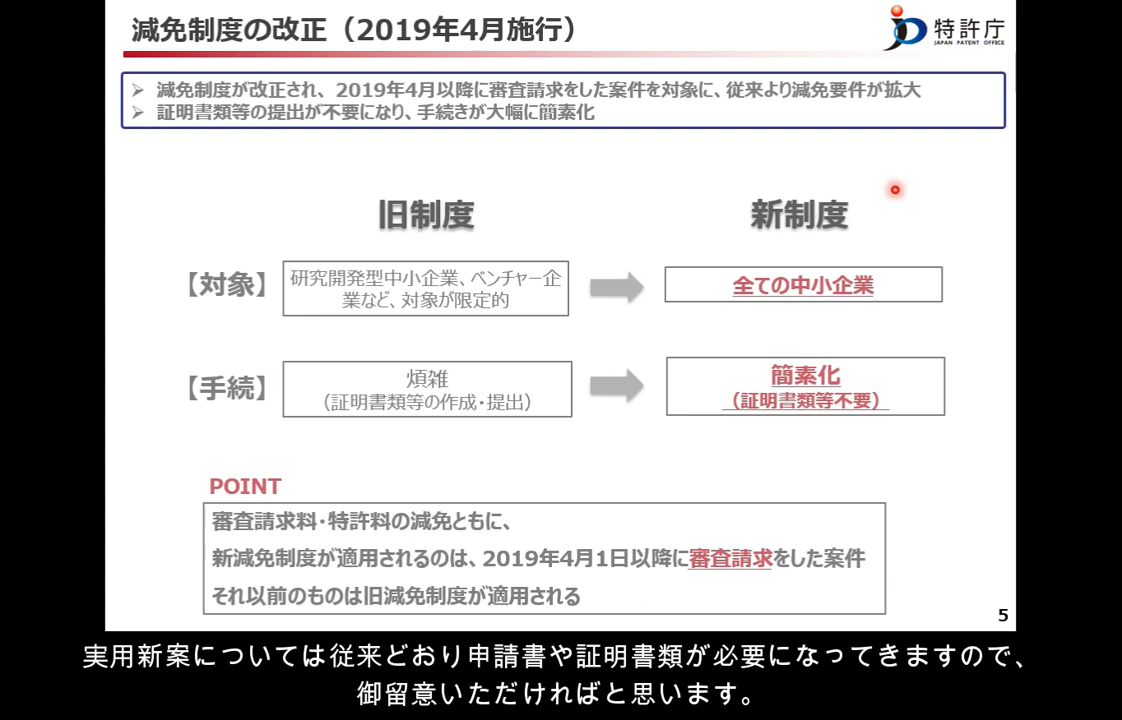 減免制度の改正（2019年4月施行）
特許庁
JAPAN PATENT OFFICE
➢ 減免制度が改正され、2019年4月以降に審査請求をした案件を対象に、従来より減免要件が拡大
➢ 証明書類等の提出が不要になり、手続きが大幅に簡素化
旧制度
新制度
【対象】
研究開発型中小企業、ベンチャー企
業など、対象が限定的
全ての中小企業
【手続】
煩雑
（証明書類等の作成・提出）
簡素化
（証明書類等不要）
POINT
審査請求料・特許料の減免ともに、
新減免制度が適用されるのは、2019年4月1日以降に審査請求をした案件
それ以前のものは旧減免制度が適用される
5
実用新案については従来どおり申請書や証明書類が必要になってきますので、
御留意いただければと思います。